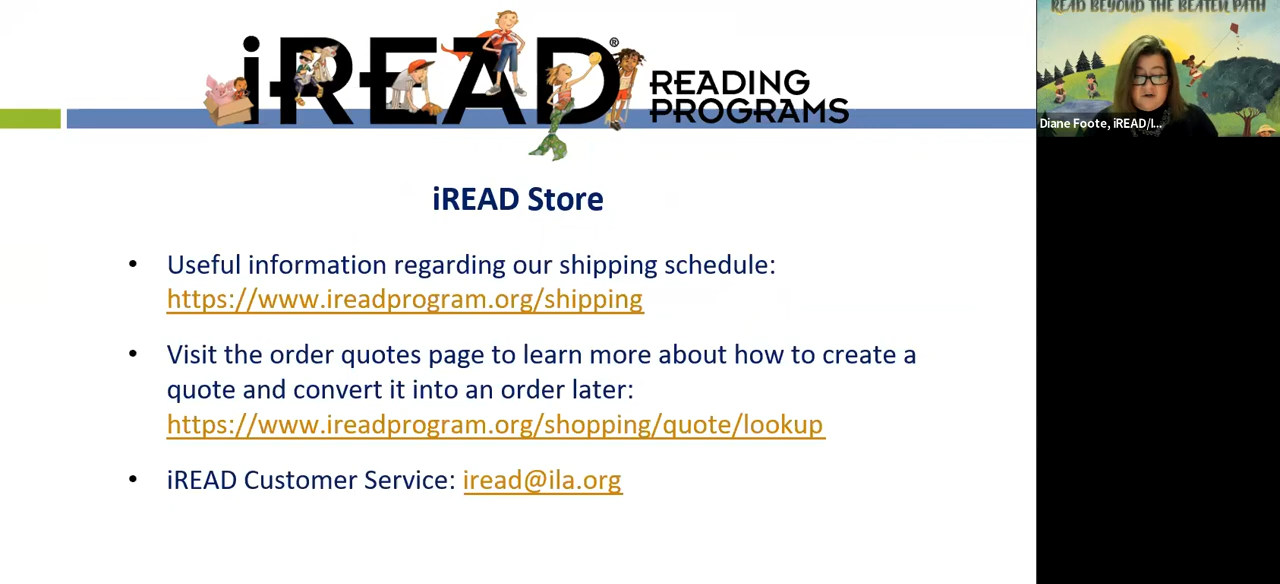 READ BEYOND THE BEATEN PATH
iREAD®
READING
PROGRAMS
Diane Foote, iREAD/I...
iREAD Store
• Useful information regarding our shipping schedule:
https://www.ireadprogram.org/shipping
• Visit the order quotes page to learn more about how to create a
quote and convert it into an order later:
https://www.ireadprogram.org/shopping/quote/lookup
• iREAD Customer Service: iread@ila.org